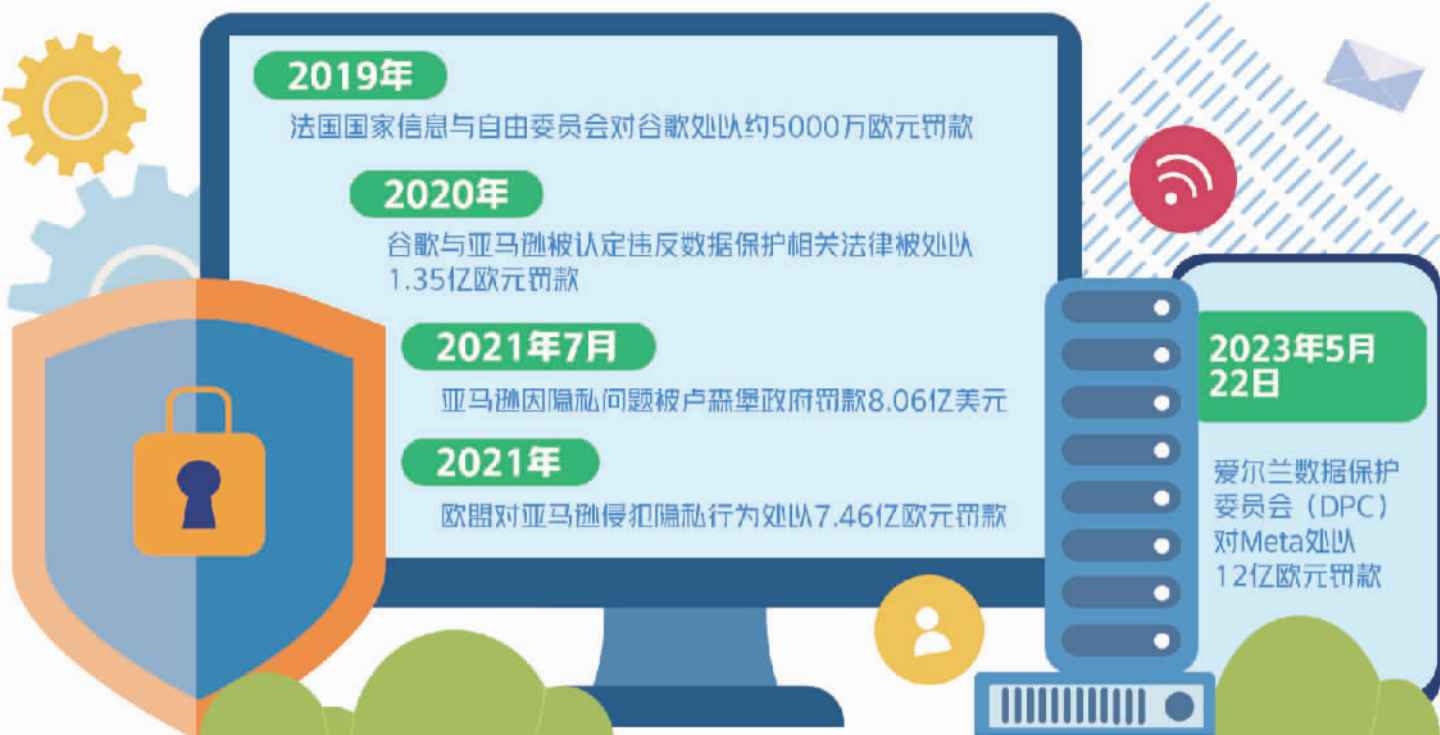 2019年
法国国家信息与自由委员会对谷歌处以约5000万欧元罚款
2020年
谷歌与亚马逊被认定违反数据保护相关法律被处以
1.35亿欧元罚款
2021年7月
亚马逊因隐私问题被卢森堡政府罚款8.06亿美元
2021年
欧盟对亚马逊侵犯隐私行为处以7.46亿欧元罚款
2023年5月
22日
爱尔兰数据保护
委员会（DPC）
对Meta处以
12亿欧元罚款